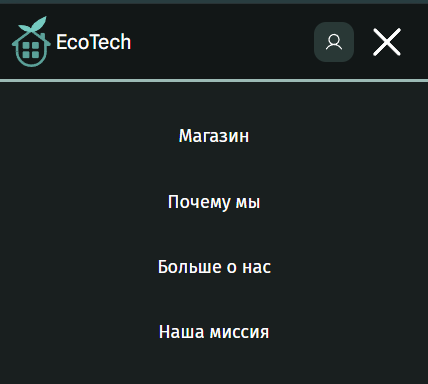 EcoTech
Магазин
Почему мы
Больше о нас
Наша миссия